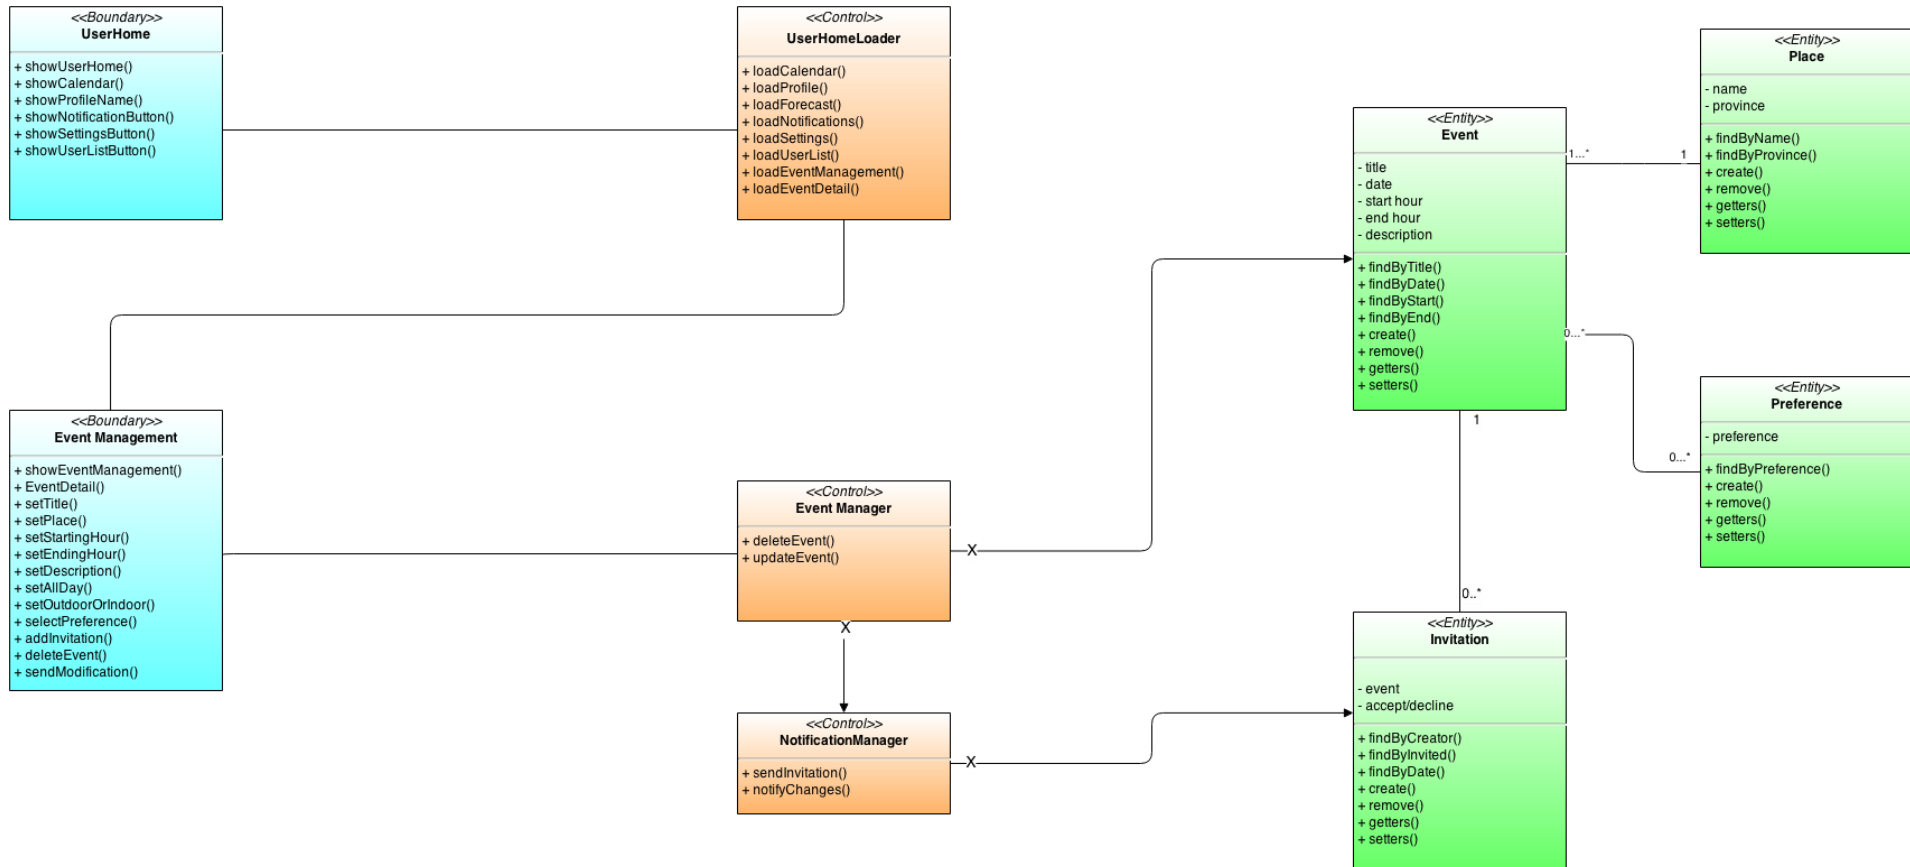 <<Boundary>>
UserHome
+ showUserHome()
+ showCalendar()
+ showProfileName()
+ showNotificationButton()
+ showSettingsButton()
+ showUserListButton()
<<Control>>
UserHomeLoader
+ loadCalendar()
+ loadProfile()
+ loadForecast()
+ loadNotifications()
+ loadSettings()
+ loadUserList()
+ loadEventManagement()
+ loadEventDetail()
<<Entity>>
Event
- title
- date
- start hour
- end hour
- description
+ findByTitle()
+ findByDate()
+ findByStart()
+ findByEnd()
+ create()
+ remove()
+ getters()
+ setters()
1...*
1
<<Entity>>
Place
- name
- province
+ findByName()
+ findByProvince()
+ create()
+ remove()
+ getters()
+ setters()
0...*
0...*
<<Entity>>
Preference
- preference
+ findByPreference()
+ create()
+ remove()
+ getters()
+ setters()
1
0..*
<<Boundary>>
Event Management
+ showEventManagement()
+ EventDetail()
+ setTitle()
+ setPlace()
+ setStartingHour()
+ setEndingHour()
+ setDescription()
+ setAllDay()
+ setOutdoorOrIndoor()
+ selectPreference()
+ addInvitation()
+ deleteEvent()
+ sendModification()
<<Control>>
Event Manager
+ deleteEvent()
+ updateEvent()
X
X
<<Control>>
NotificationManager
+ sendInvitation()
+ notifyChanges()
X
<<Entity>>
Invitation
- event
- accept/decline
+ findByCreator()
+ findByInvited()
+ findByDate()
+ create()
+ remove()
+ getters()
+ setters()